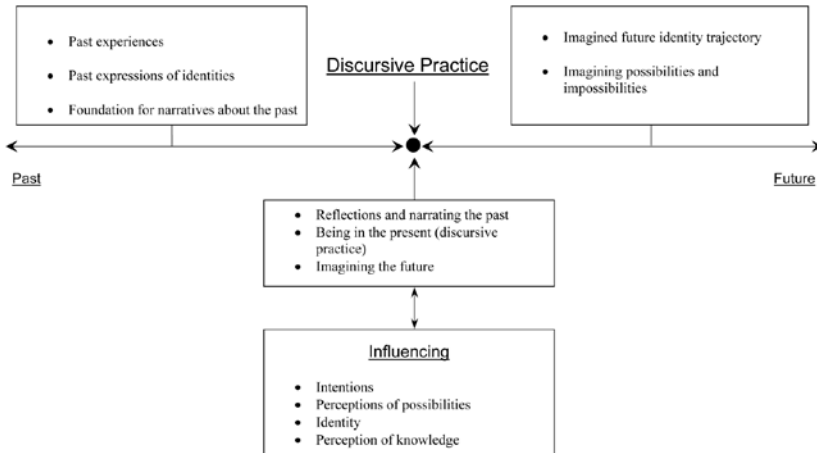 • Past experiences
• Past expressions of identities
• Foundation for narratives about the past
Discursive Practice
• Imagined future identity trajectory
• Imagining possibilities and
impossibilities
Past
Future
• Reflections and narrating the past
• Being in the present (discursive
practice)
• Imagining the future
Influencing
• Intentions
• Perceptions of possibilities
• Identity
• Perception of knowledge